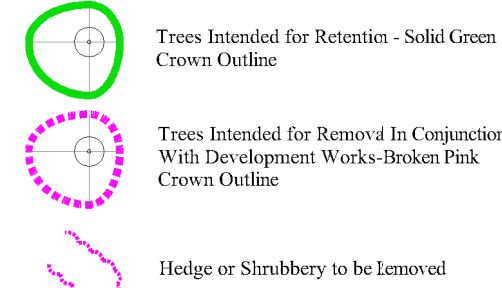 Trees Intended for Retention - Solid Green
Crown Outline
Trees Intended for Removal In Conjunction
With Development Works-Broken Pink
Crown Outline
Hedge or Shrubbery to be Removed